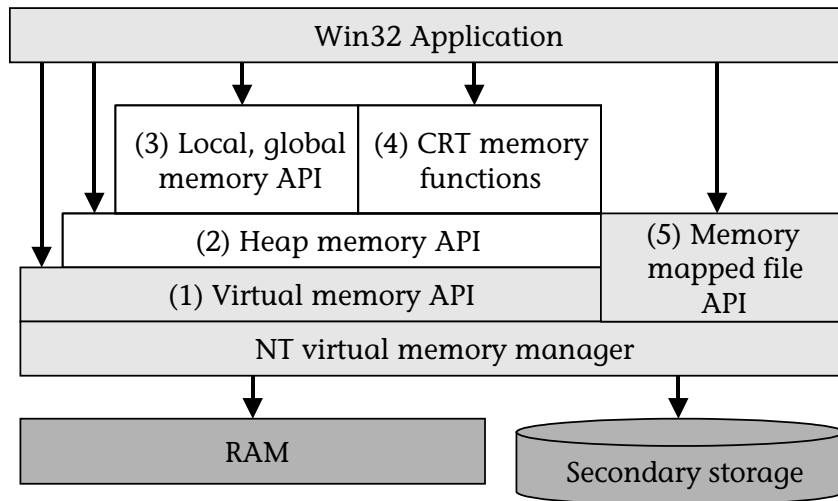 Win32 Application
(3) Local, global
memory API
(4) CRT memory
functions
(2) Heap memory API
(5) Memory
mapped file
API
(1) Virtual memory API
NT virtual memory manager
RAM
Secondary storage